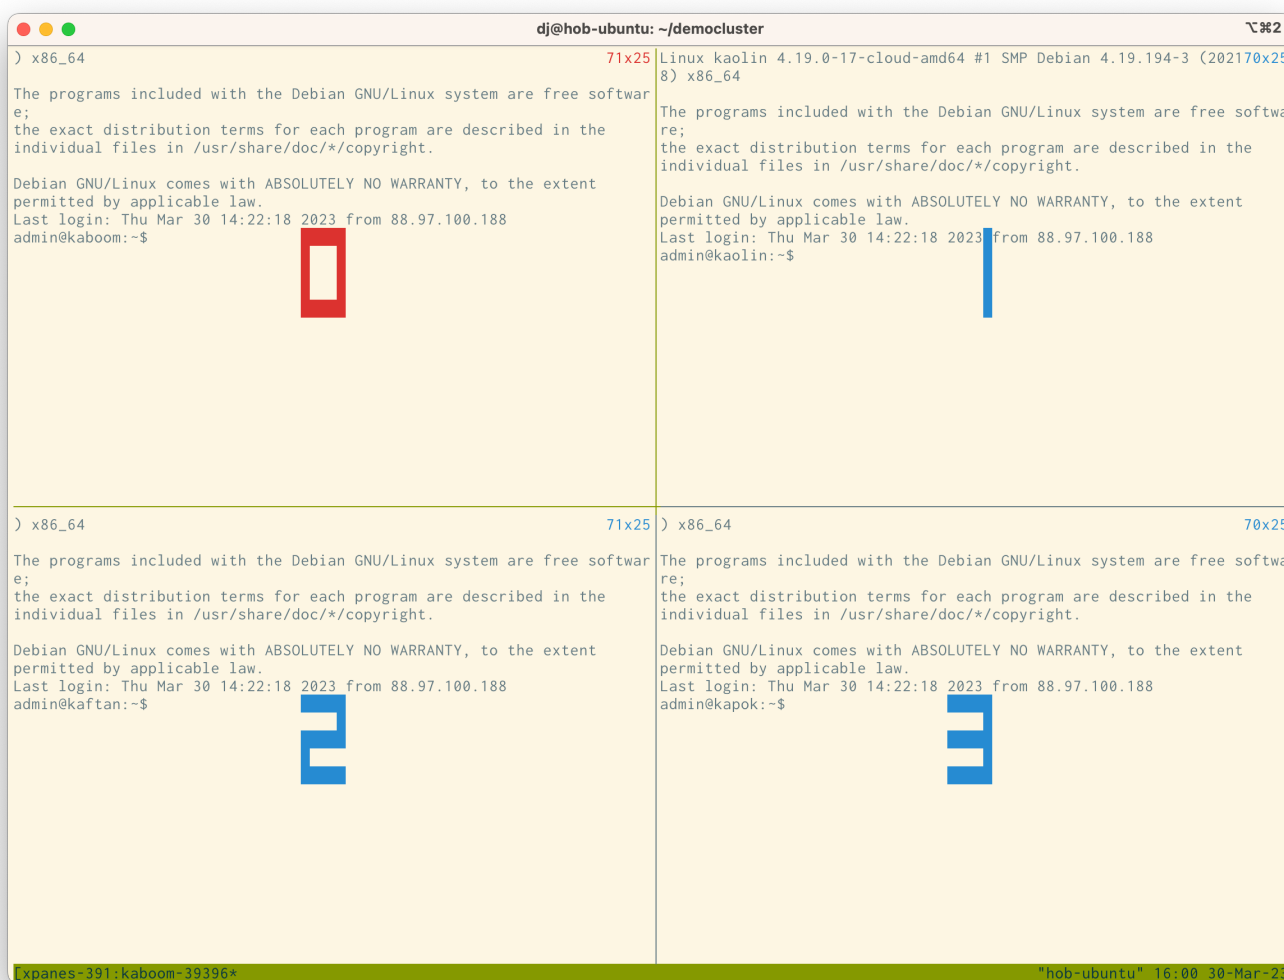 dj@hob-ubuntu: ~/democluster
⌥⌘2
) x86_64 71x25
The programs included with the Debian GNU/Linux system are free softwar
e;
the exact distribution terms for each program are described in the
individual files in /usr/share/doc/*/copyright.
Debian GNU/Linux comes with ABSOLUTELY NO WARRANTY, to the extent
permitted by applicable law.
Last login: Thu Mar 30 14:22:18 2023 from 88.97.100.188
admin@kaboom:~$
0
Linux kaolin 4.19.0-17-cloud-amd64 #1 SMP Debian 4.19.194-3 (202170x25
8) x86_64
The programs included with the Debian GNU/Linux system are free softwa
re;
the exact distribution terms for each program are described in the
individual files in /usr/share/doc/*/copyright.
Debian GNU/Linux comes with ABSOLUTELY NO WARRANTY, to the extent
permitted by applicable law.
Last login: Thu Mar 30 14:22:18 2023 from 88.97.100.188
admin@kaolin:~$
1
) x86_64 71x25
The programs included with the Debian GNU/Linux system are free softwar
e;
the exact distribution terms for each program are described in the
individual files in /usr/share/doc/*/copyright.
Debian GNU/Linux comes with ABSOLUTELY NO WARRANTY, to the extent
permitted by applicable law.
Last login: Thu Mar 30 14:22:18 2023 from 88.97.100.188
admin@kaftan:~$
2
) x86_64 70x25
The programs included with the Debian GNU/Linux system are free softwa
re;
the exact distribution terms for each program are described in the
individual files in /usr/share/doc/*/copyright.
Debian GNU/Linux comes with ABSOLUTELY NO WARRANTY, to the extent
permitted by applicable law.
Last login: Thu Mar 30 14:22:18 2023 from 88.97.100.188
admin@kapok:~$
3
[xpanes-391:kaboom-39396* "hob-ubuntu" 16:00 30-Mar-23